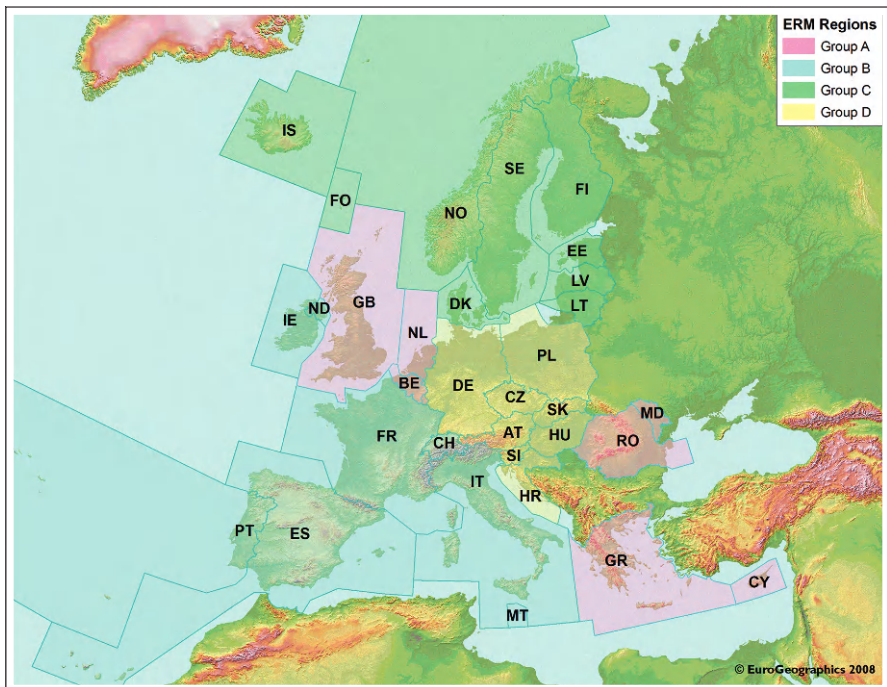 ERM Regions
Group A
Group B
Group C
Group D
IS
SE
FI
FO
NO
EE
LV
LT
DK
ND
GB
IE
NL
PL
BE
DE
CZ
SK
MD
FR
CH
AT
HU
RO
SI
IT
HR
PT
ES
GR
CY
MT
© EuroGeographics 2008